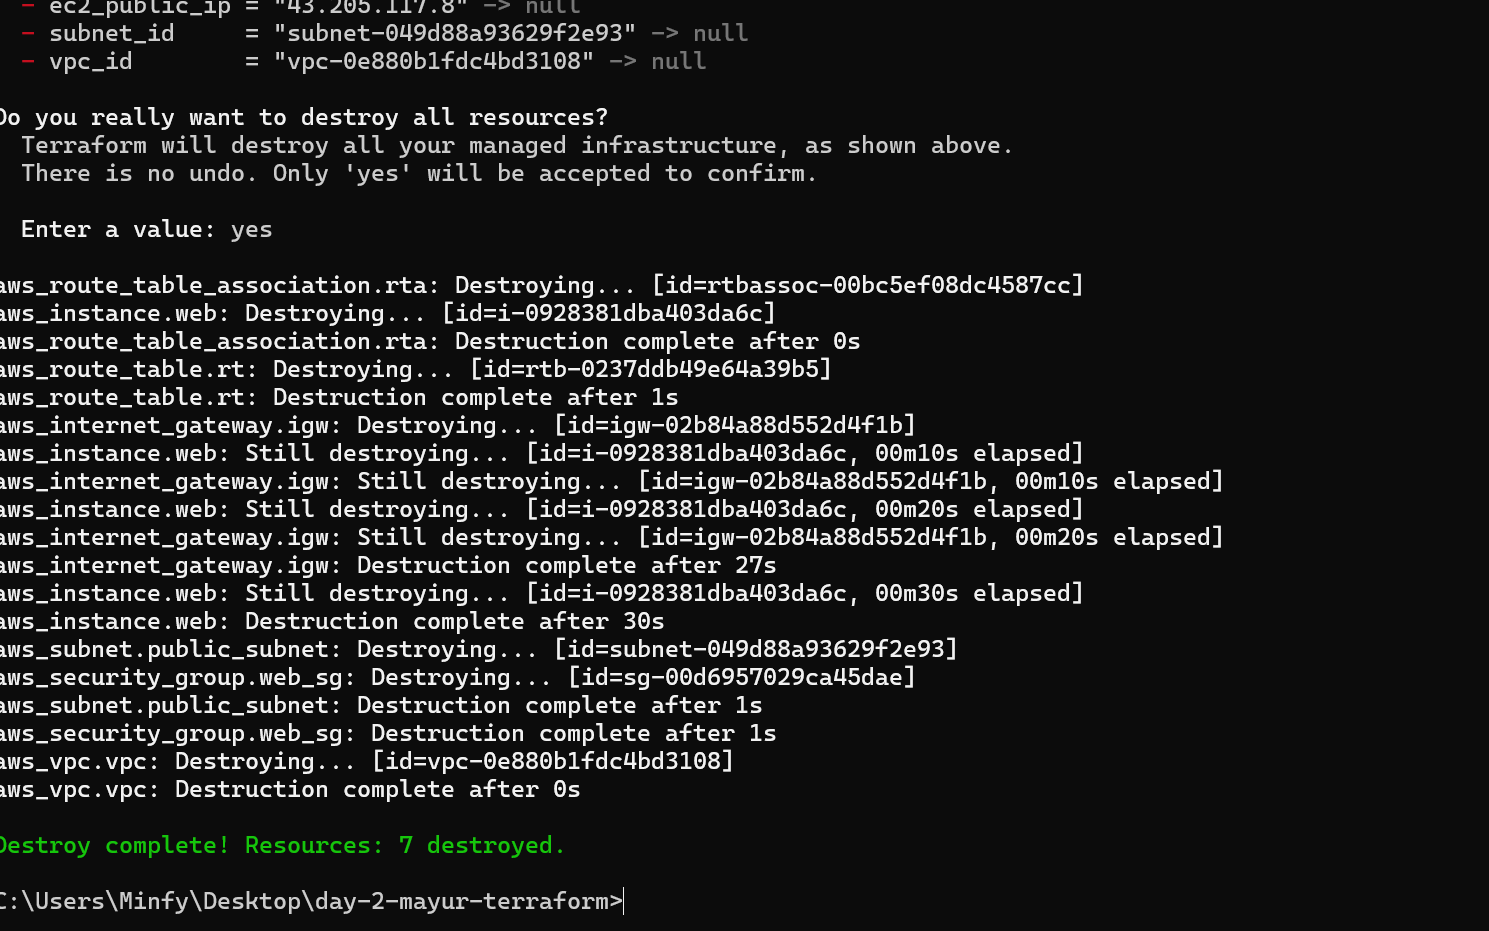 - ec2_public_ip = "43.205.117.8" -> null
- subnet_id     = "subnet-049d88a93629f2e93" -> null
- vpc_id        = "vpc-0e880b1fdc4bd3108" -> null
Do you really want to destroy all resources?
Terraform will destroy all your managed infrastructure, as shown above.
There is no undo. Only 'yes' will be accepted to confirm.
Enter a value: yes
aws_route_table_association.rta: Destroying... [id=rtbassoc-00bc5ef08dc4587cc]
aws_instance.web: Destroying... [id=i-0928381dba403da6c]
aws_route_table_association.rta: Destruction complete after 0s
aws_route_table.rt: Destroying... [id=rtb-0237ddb49e64a39b5]
aws_route_table.rt: Destruction complete after 1s
aws_internet_gateway.igw: Destroying... [id=igw-02b84a88d552d4f1b]
aws_instance.web: Still destroying... [id=i-0928381dba403da6c, 00m10s elapsed]
aws_internet_gateway.igw: Still destroying... [id=igw-02b84a88d552d4f1b, 00m10s elapsed]
aws_instance.web: Still destroying... [id=i-0928381dba403da6c, 00m20s elapsed]
aws_internet_gateway.igw: Still destroying... [id=igw-02b84a88d552d4f1b, 00m20s elapsed]
aws_internet_gateway.igw: Destruction complete after 27s
aws_instance.web: Still destroying... [id=i-0928381dba403da6c, 00m30s elapsed]
aws_instance.web: Destruction complete after 30s
aws_subnet.public_subnet: Destroying... [id=subnet-049d88a93629f2e93]
aws_security_group.web_sg: Destroying... [id=sg-00d6957029ca45dae]
aws_subnet.public_subnet: Destruction complete after 1s
aws_security_group.web_sg: Destruction complete after 1s
aws_vpc.vpc: Destroying... [id=vpc-0e880b1fdc4bd3108]
aws_vpc.vpc: Destruction complete after 0s
Destroy complete! Resources: 7 destroyed.
C:\Users\Minfy\Desktop\day-2-mayur-terraform>